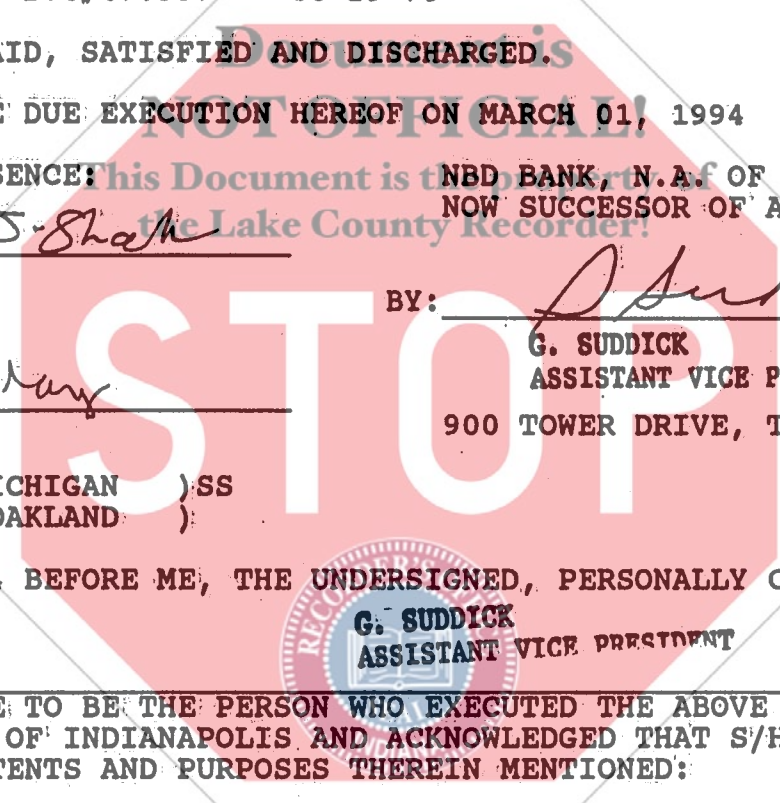 AID, SATISFIED AND DISCHARGED.
Document is
DUE EXECUTION HEREOF ON MARCH 01, 1994
NOT OFFICIAL!
SENCE:
This Document is the property of
the Lake County Recorder!
NBD BANK, N.A. OF
NOW SUCCESSOR OF A
Shah
STOP
BY:
G. SUDDICK
ASSISTANT VICE P
900 TOWER DRIVE, T
ICHIGAN )SS
OAKLAND )
BEFORE ME, THE UNDERSIGNED, PERSONALLY C
G. SUDDICK
ASSISTANT VICE PRESIDENT
E TO BE THE PERSON WHO EXECUTED THE ABOVE
OF INDIANAPOLIS AND ACKNOWLEDGED THAT S/H
TENTS AND PURPOSES THEREIN MENTIONED: